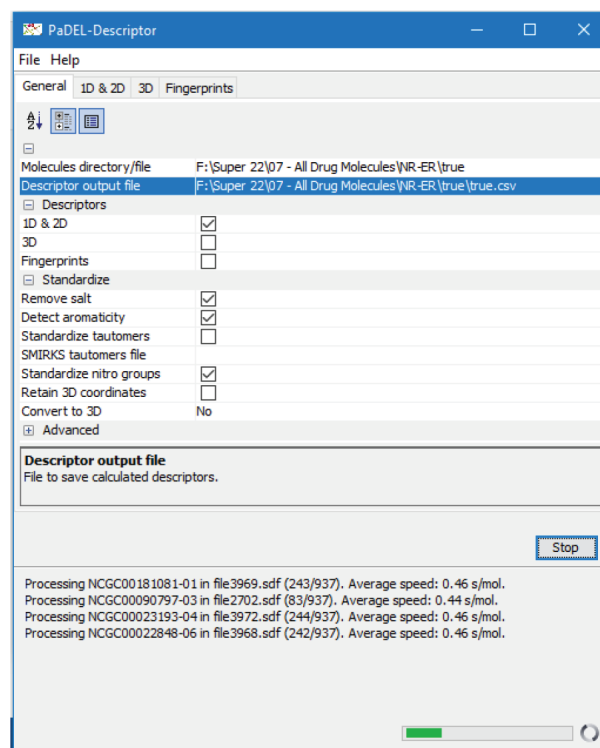 PaDEL-Descriptor
File Help
General 1D & 2D 3D Fingerprints
Molecules directory/file F:\Super 22\07 - All Drug Molecules\NR-ER\true
Descriptor output file F:\Super 22\07 - All Drug Molecules\NR-ER\true\true.csv
Descriptors
1D & 2D
3D
Fingerprints
Standardize
Remove salt
Detect aromaticity
Standardize tautomers
SMIRKS tautomers file
Standardize nitro groups
Retain 3D coordinates
Convert to 3D No
Advanced
Descriptor output file
File to save calculated descriptors.
Stop
Processing NCGC00181081-01 in file3969.sdf (243/937). Average speed: 0.46 s/mol.
Processing NCGC00090797-03 in file2702.sdf (83/937). Average speed: 0.44 s/mol.
Processing NCGC00023193-04 in file3972.sdf (244/937). Average speed: 0.46 s/mol.
Processing NCGC00022848-06 in file3968.sdf (242/937). Average speed: 0.46 s/mol.